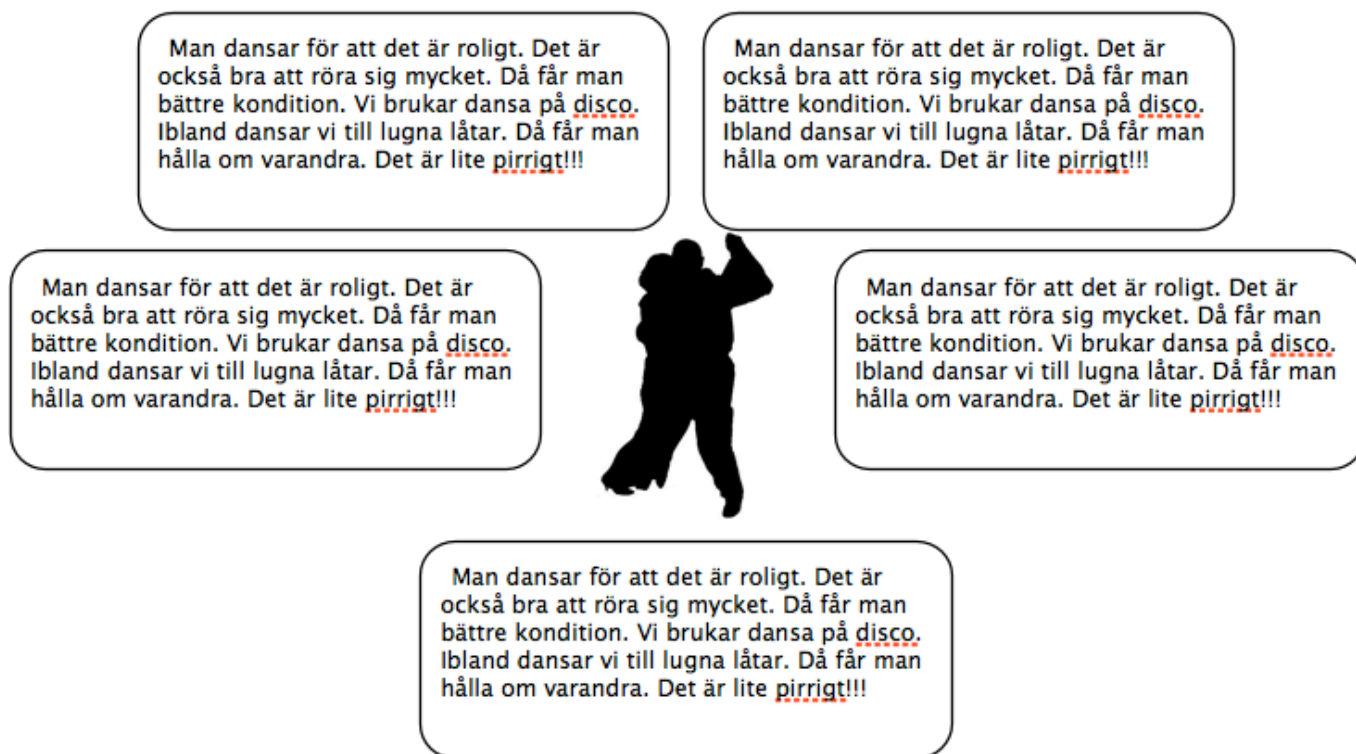 Man dansar för att det är roligt. Det är
också bra att röra sig mycket. Då får man
bättre kondition. Vi brukar dansa på disco.
Ibland dansar vi till lugna låtar. Då får man
hålla om varandra. Det är lite pirrigt!!!
Man dansar för att det är roligt. Det är
också bra att röra sig mycket. Då får man
bättre kondition. Vi brukar dansa på disco.
Ibland dansar vi till lugna låtar. Då får man
hålla om varandra. Det är lite pirrigt!!!
Man dansar för att det är roligt. Det är
också bra att röra sig mycket. Då får man
bättre kondition. Vi brukar dansa på disco.
Ibland dansar vi till lugna låtar. Då får man
hålla om varandra. Det är lite pirrigt!!!
Man dansar för att det är roligt. Det är
också bra att röra sig mycket. Då får man
bättre kondition. Vi brukar dansa på disco.
Ibland dansar vi till lugna låtar. Då får man
hålla om varandra. Det är lite pirrigt!!!
Man dansar för att det är roligt. Det är
också bra att röra sig mycket. Då får man
bättre kondition. Vi brukar dansa på disco.
Ibland dansar vi till lugna låtar. Då får man
hålla om varandra. Det är lite pirrigt!!!